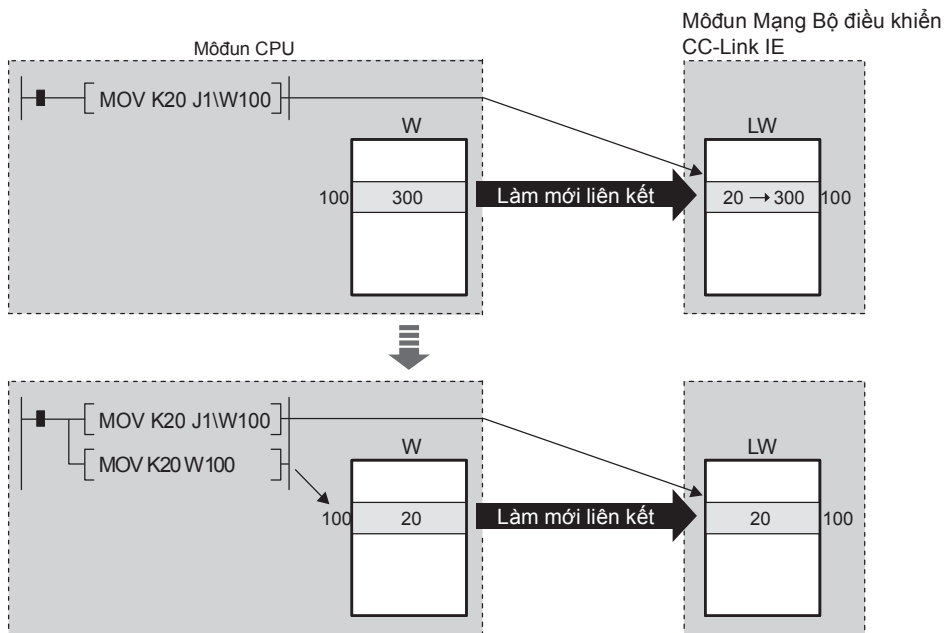 Môđun Mạng Bộ điều khiển
CC-Link IE
Môđun CPU
MOV K20 J1\W100
W
LW
100
300
Làm mới liên kết
20 → 300
100
MOV K20 J1\W100
MOV K20 W100
W
LW
100
20
Làm mới liên kết
20
100